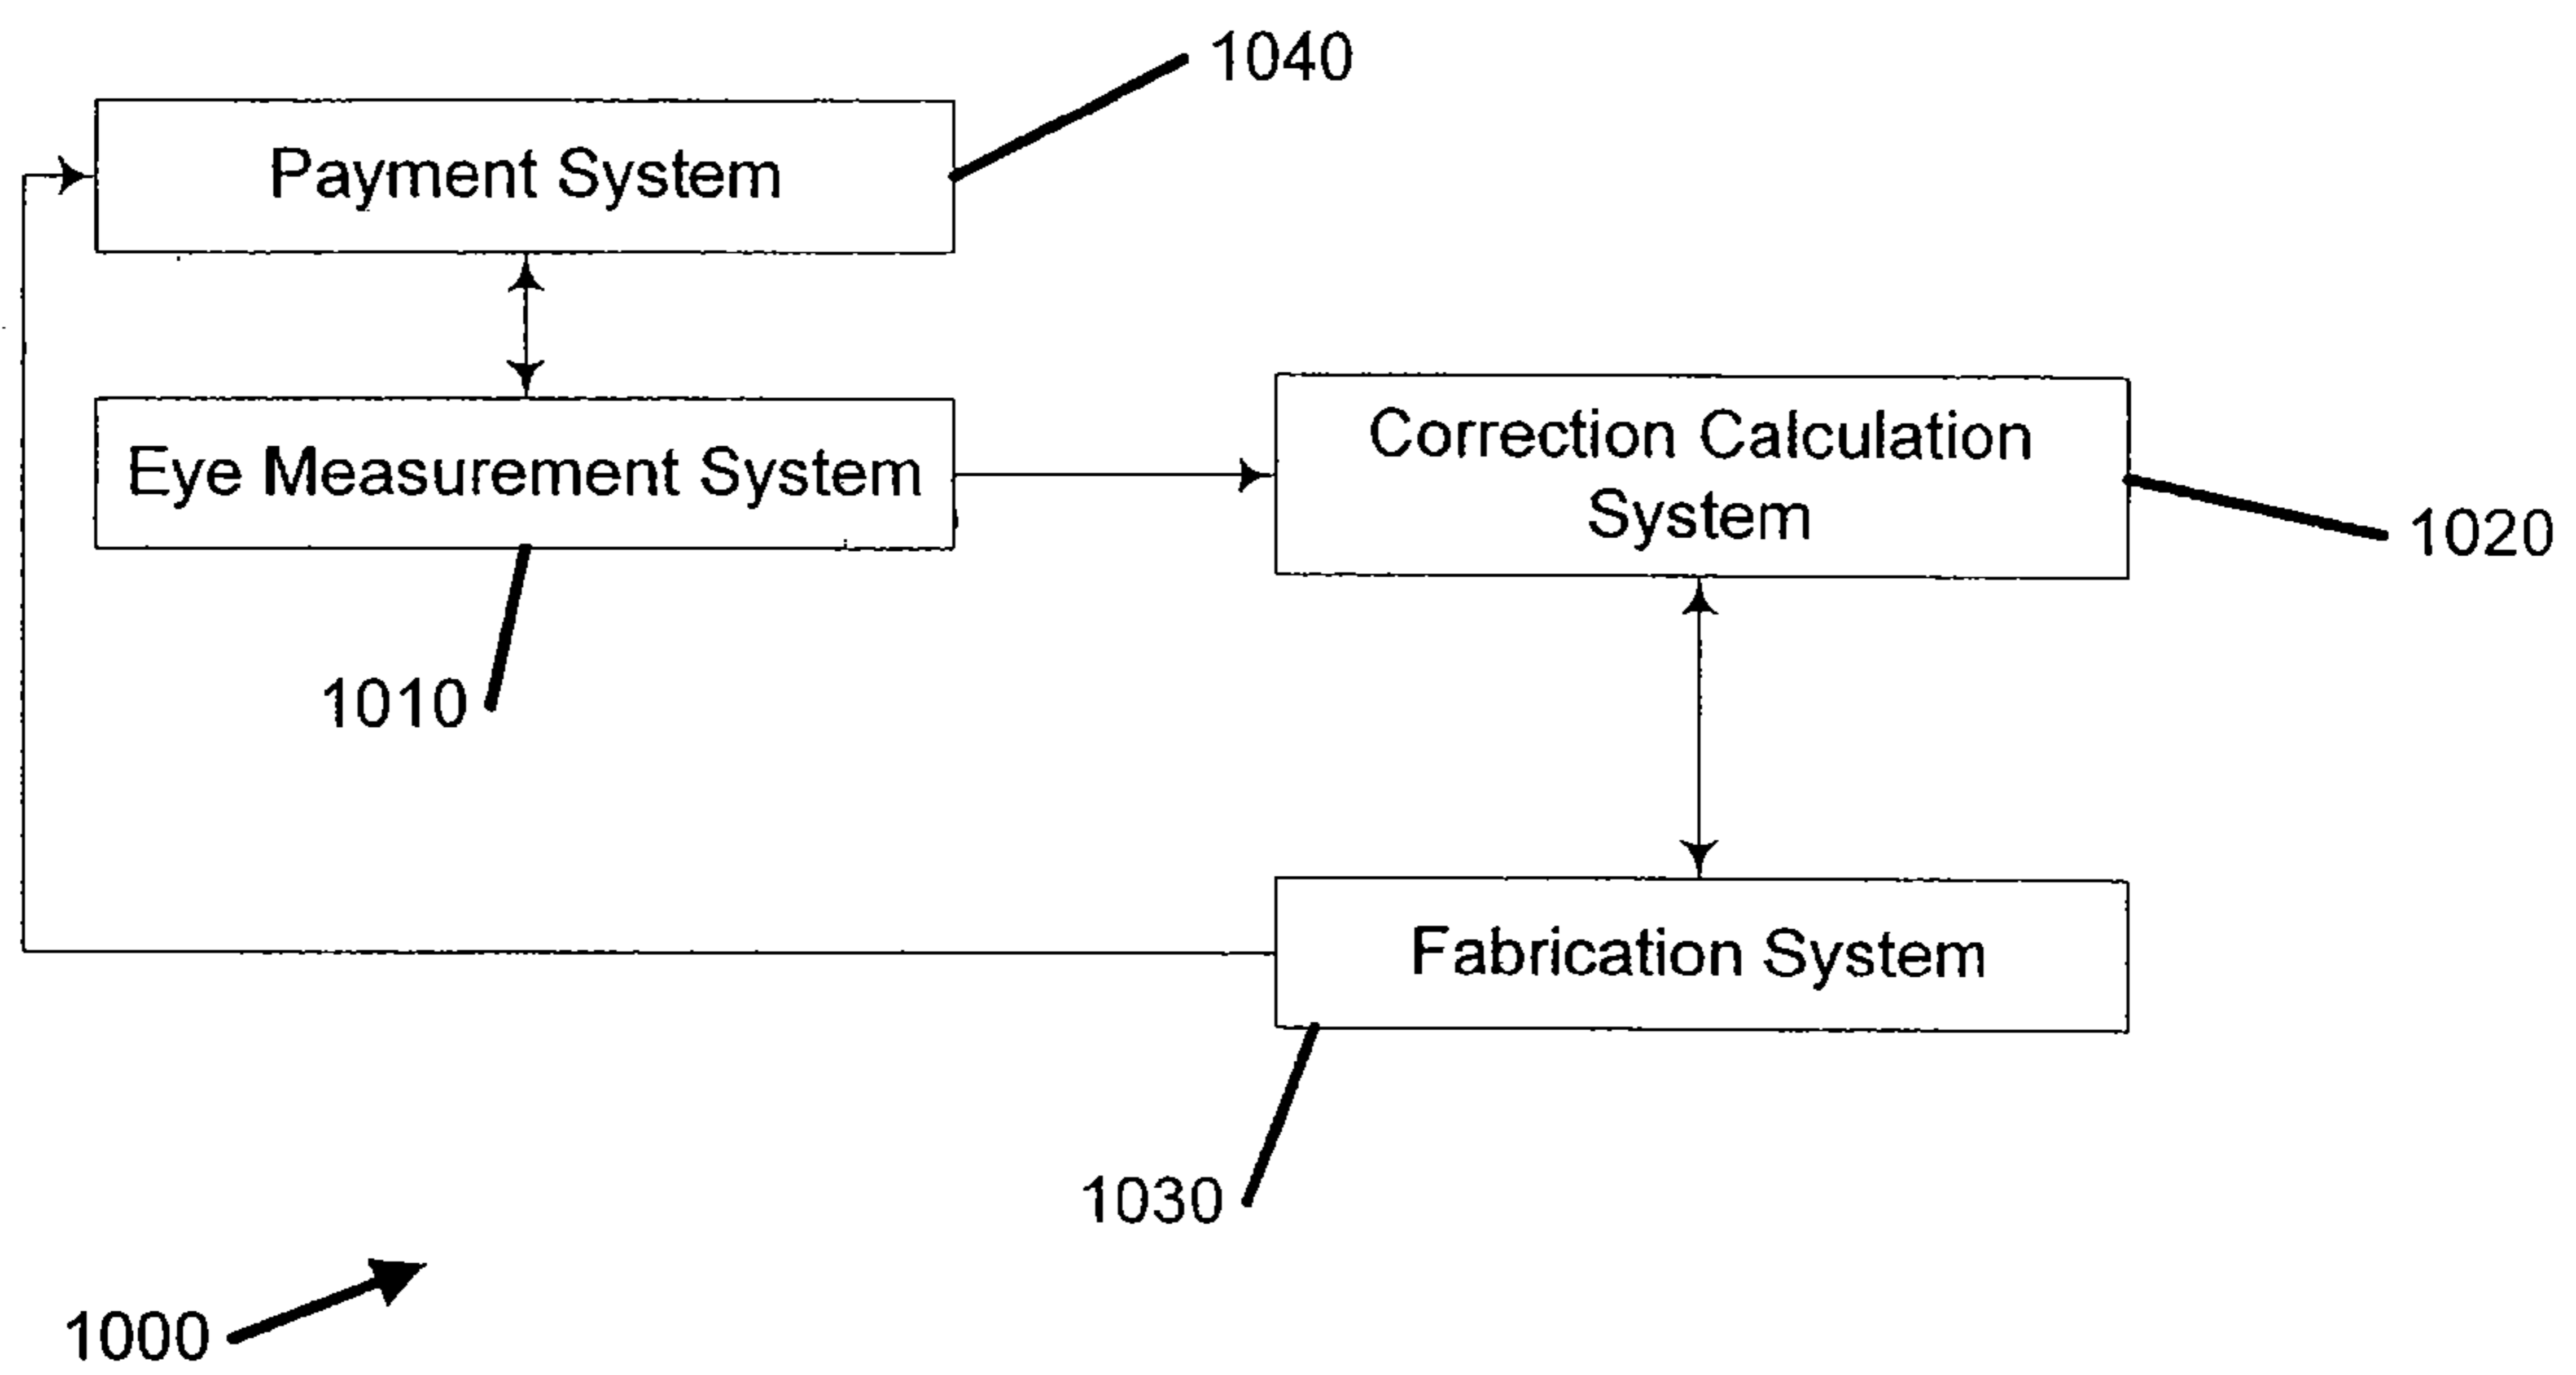 1040
Payment System
Eye Measurement System
Correction Calculation
System
1020
1010
Fabrication System
1030
1000